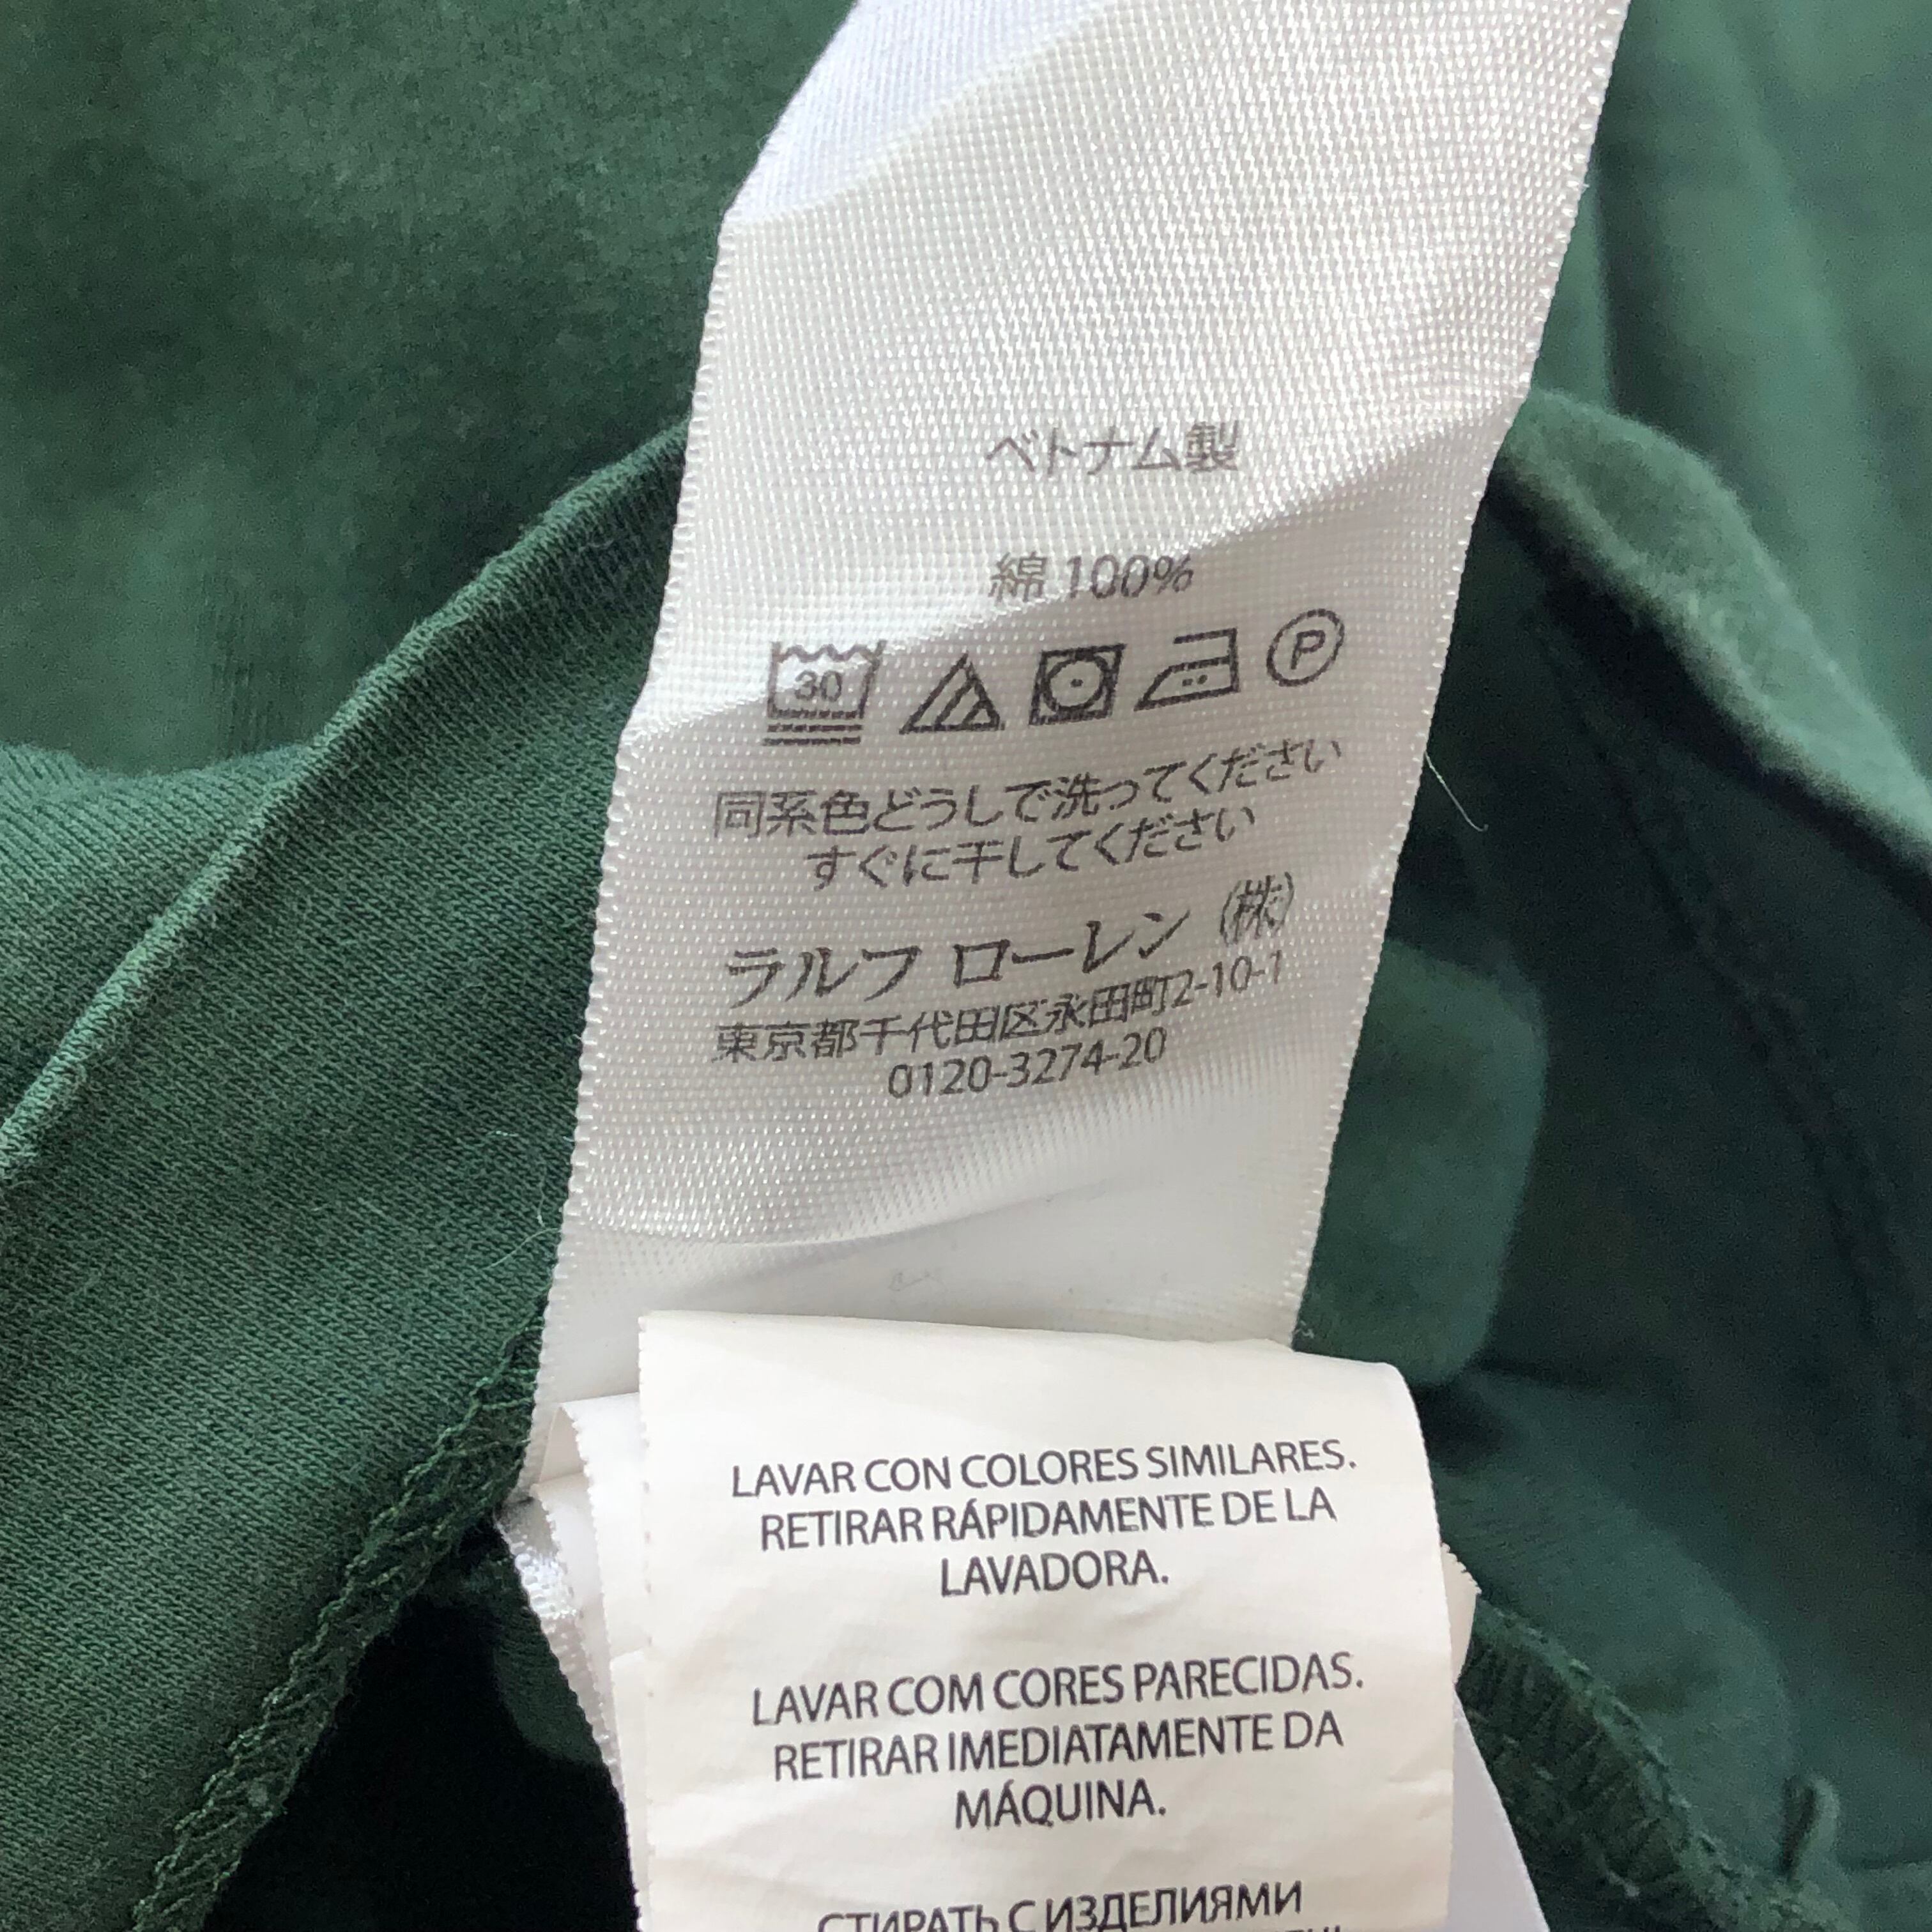 ベトナム製
綿 100%
30 P
同系色どうしで洗ってください
すぐに干してください
ラルフ ローレン (株)
東京都千代田区永田町2-10-1
0120-3274-20
LAVAR CON COLORES SIMILARES.
RETIRAR RÁPIDAMENTE DE LA
LAVADORA.
LAVAR COM CORES PARECIDAS.
RETIRAR IMEDIATAMENTE DA
MÁQUINA.
СТИРАТЬ С ИЗДЕЛИЯМИ